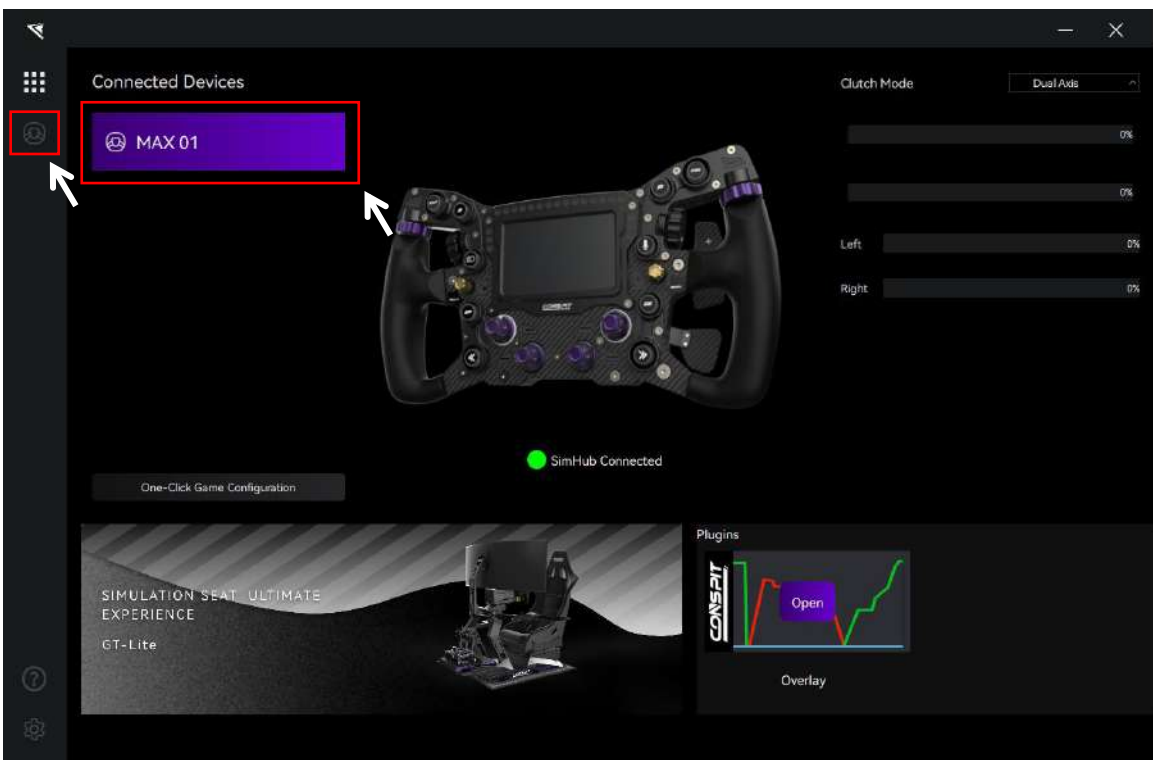 Connected Devices
MAX 01
Clutch Mode
Dual Axis
0%
0%
Left
0%
Right
0%
CONSPIT
SimHub Connected
One-Click Game Configuration
SIMULATION SEAT ULTIMATE
EXPERIENCE
GT-Lite
Plugins
CONSPIT
Open
Overlay